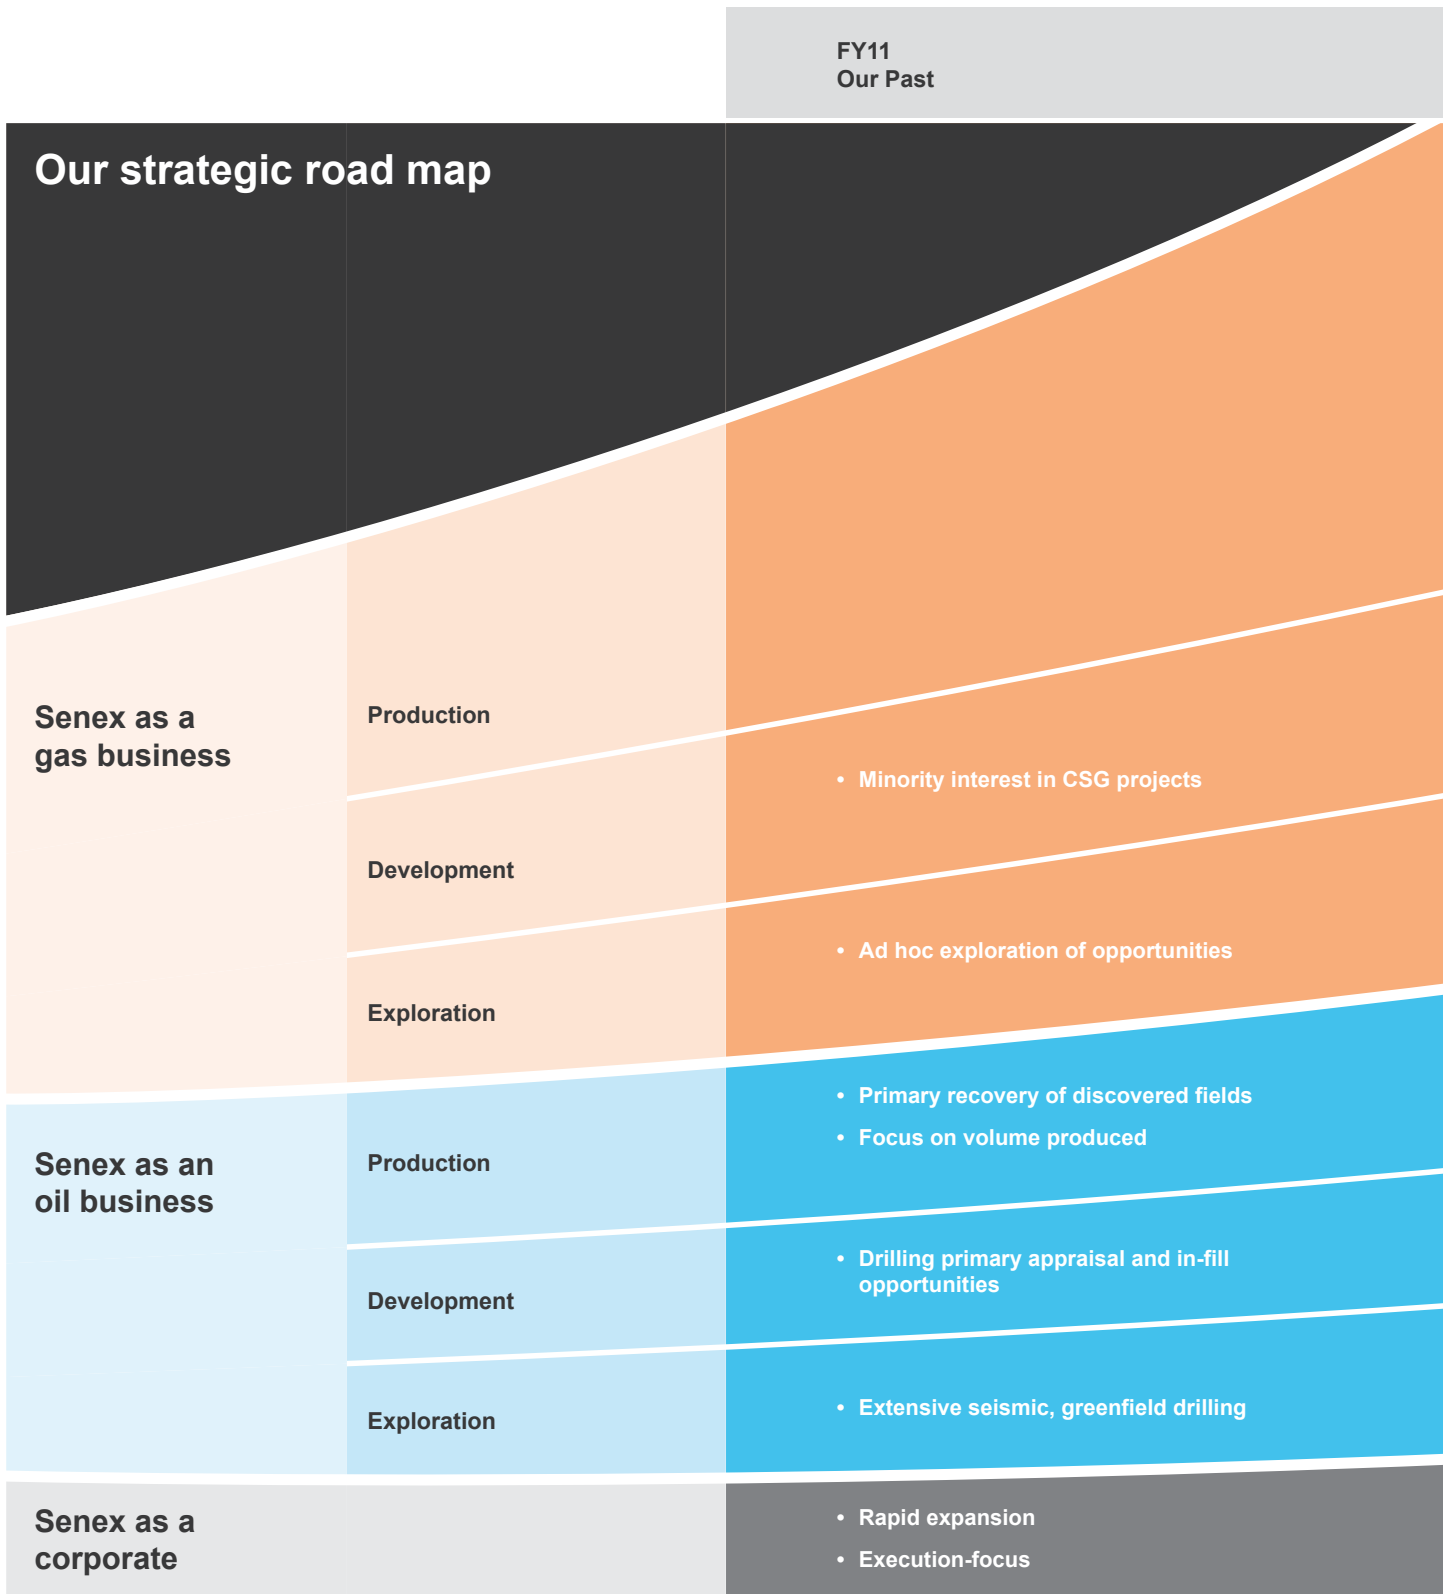 FY11
Our Past
Our strategic road map
Senex as a
gas business
Production
• Minority interest in CSG projects
Development
• Ad hoc exploration of opportunities
Exploration
Senex as an
oil business
Production
• Primary recovery of discovered fields
• Focus on volume produced
Development
• Drilling primary appraisal and in-fill
opportunities
Exploration
• Extensive seismic, greenfield drilling
Senex as a
corporate
• Rapid expansion
• Execution-focus